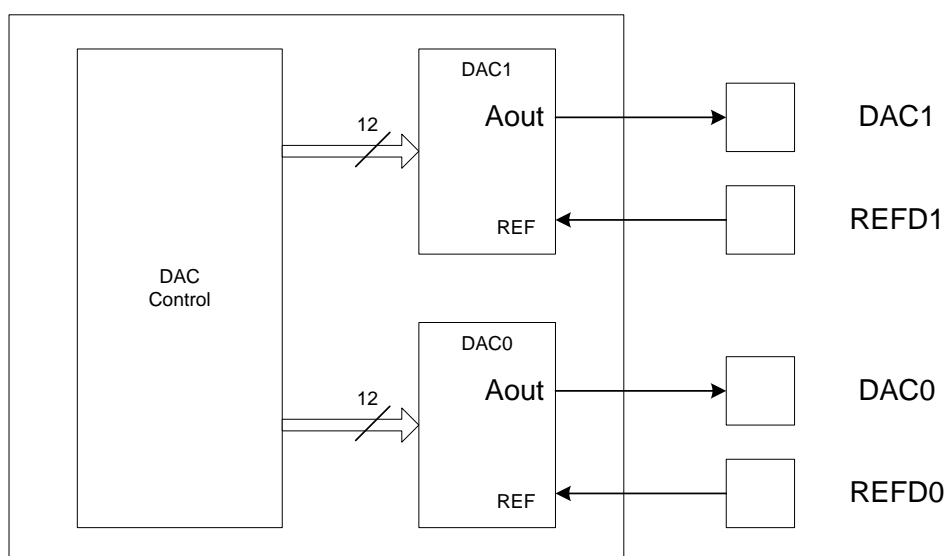 DAC1
Aout
DAC1
12
REF
REFD1
DAC
Control
DAC0
Aout
DAC0
12
REF
REFD0